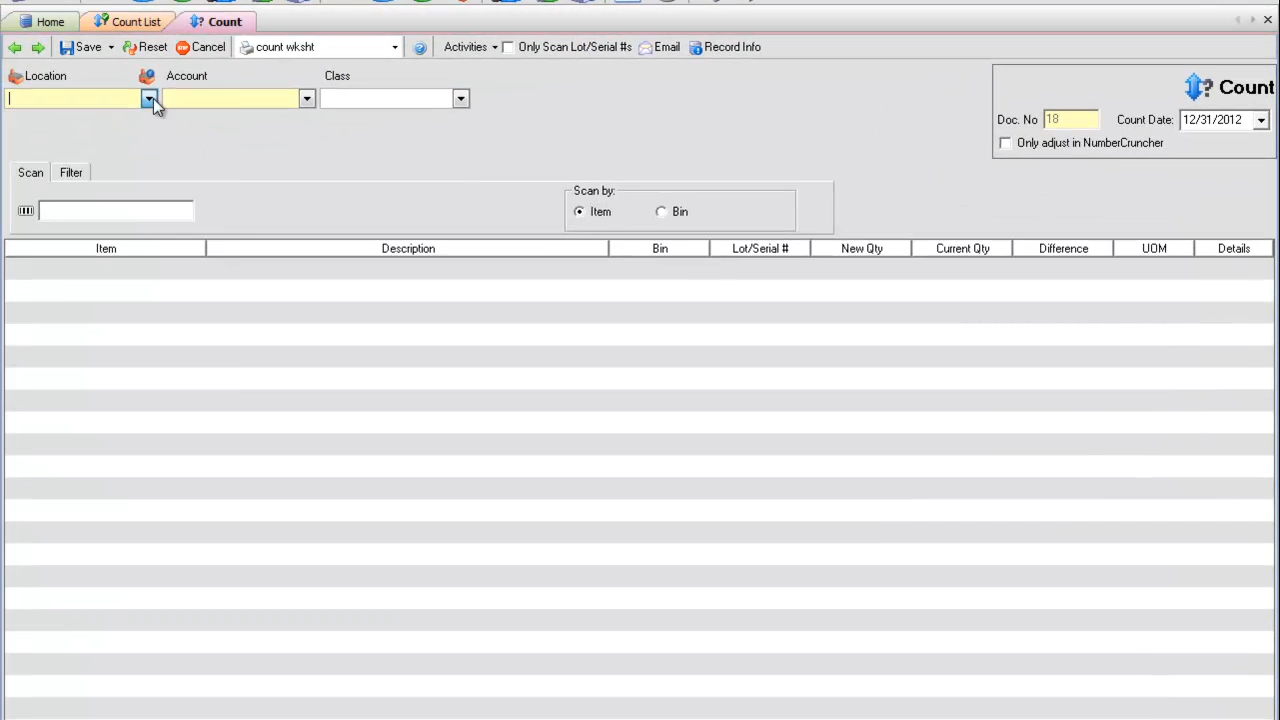 Home Count List Count
Save Reset Cancel count wksht Activities Only Scan Lot/Serial #s Email Record Info
Location Account Class
Count
Doc. No 18 Count Date: 12/31/2012
Only adjust in NumberCruncher
Scan Filter
Scan by:
Item Bin
Item Description Bin Lot/Serial # New Qty Current Qty Difference UOM Details